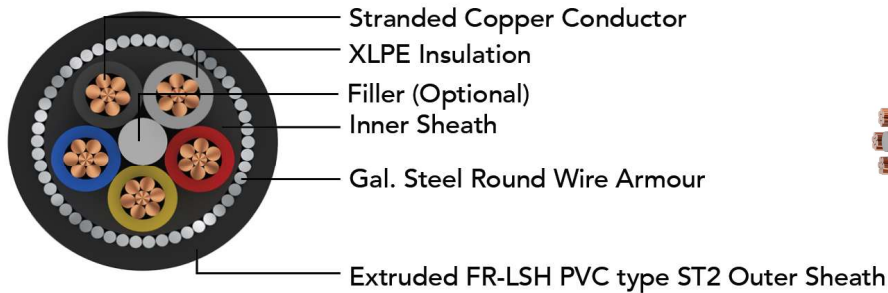 Stranded Copper Conductor
XLPE Insulation
Filler (Optional)
Inner Sheath
Gal. Steel Round Wire Armour
Extruded FR-LSH PVC type ST2 Outer Sheath